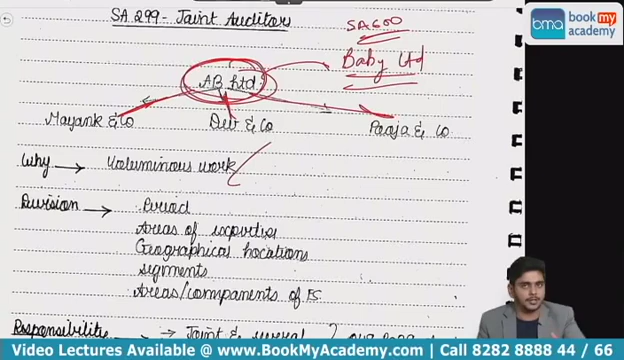 SA 299 - Joint Auditors
SA 600
bma book my academy
AB Ltd.
Baby Ltd
Mayank & Co
Dev & Co
Pooja & Co
Why → Voluminous work
Division → Period
Areas of expertise
Geographical Locations
segments
Areas/components of FS
Responsibility → Joint & several
Video Lectures Available @ www.BookMyAcademy.com | Call 8282 8888 44 / 66